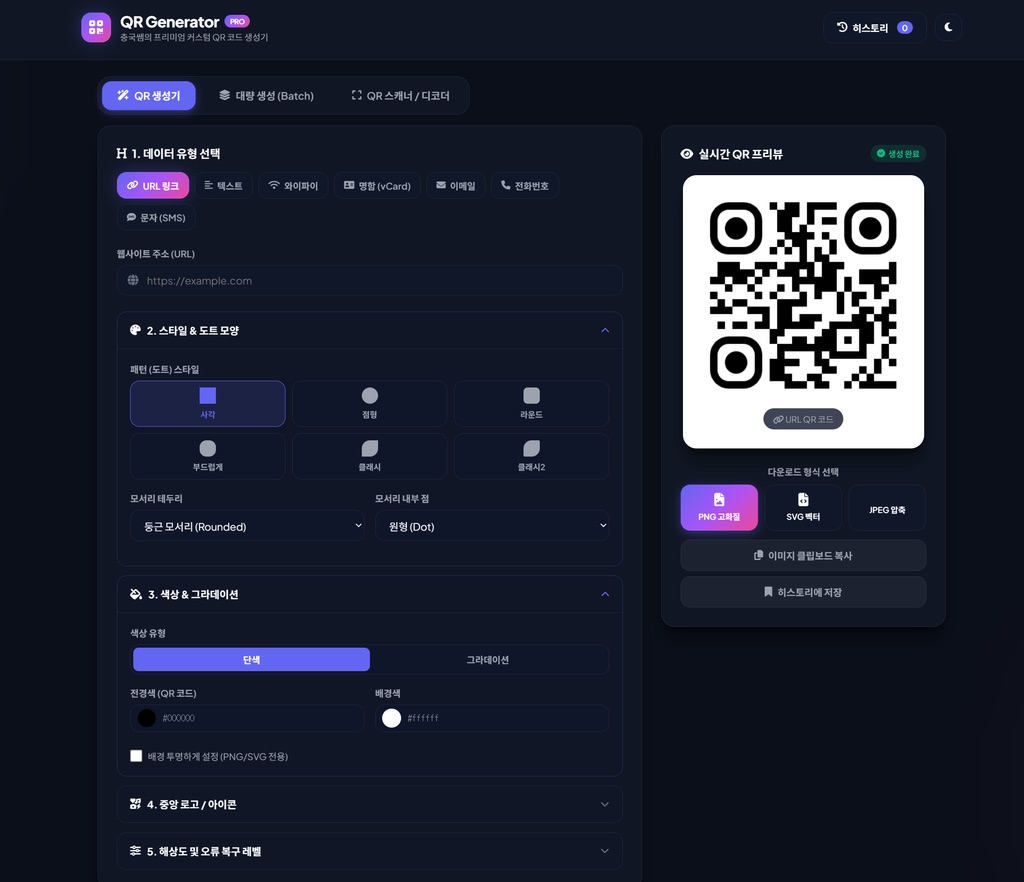 QR Generator PRO
충국쌤의 프리미엄 커스텀 QR 코드 생성기
히스토리 0
QR 생성기
대량 생성 (Batch)
QR 스캐너 / 디코더
H 1. 데이터 유형 선택
URL 링크
텍스트
와이파이
명함 (vCard)
이메일
전화번호
문자 (SMS)
웹사이트 주소 (URL)
https://example.com
2. 스타일 & 도트 모양
패턴 (도트) 스타일
사각
점형
라운드
부드럽게
클래시
클래시2
모서리 테두리
모서리 내부 점
둥근 모서리 (Rounded)
원형 (Dot)
3. 색상 & 그라데이션
색상 유형
단색
그라데이션
전경색 (QR 코드)
배경색
#000000
#ffffff
배경 투명하게 설정 (PNG/SVG 전용)
4. 중앙 로고 / 아이콘
5. 해상도 및 오류 복구 레벨
실시간 QR 프리뷰
생성 완료
URL QR 코드
다운로드 형식 선택
PNG 고화질
SVG 벡터
JPEG 압축
이미지 클립보드 복사
히스토리에 저장